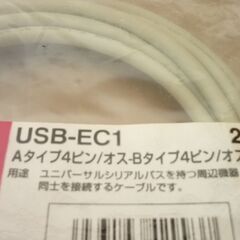 USB-EC1 2
Aタイプ4ピン/オス-Bタイプ4ピン/オス
用途 ユニバーサルシリアルバスを持つ周辺機器
同士を接続するケーブルです。